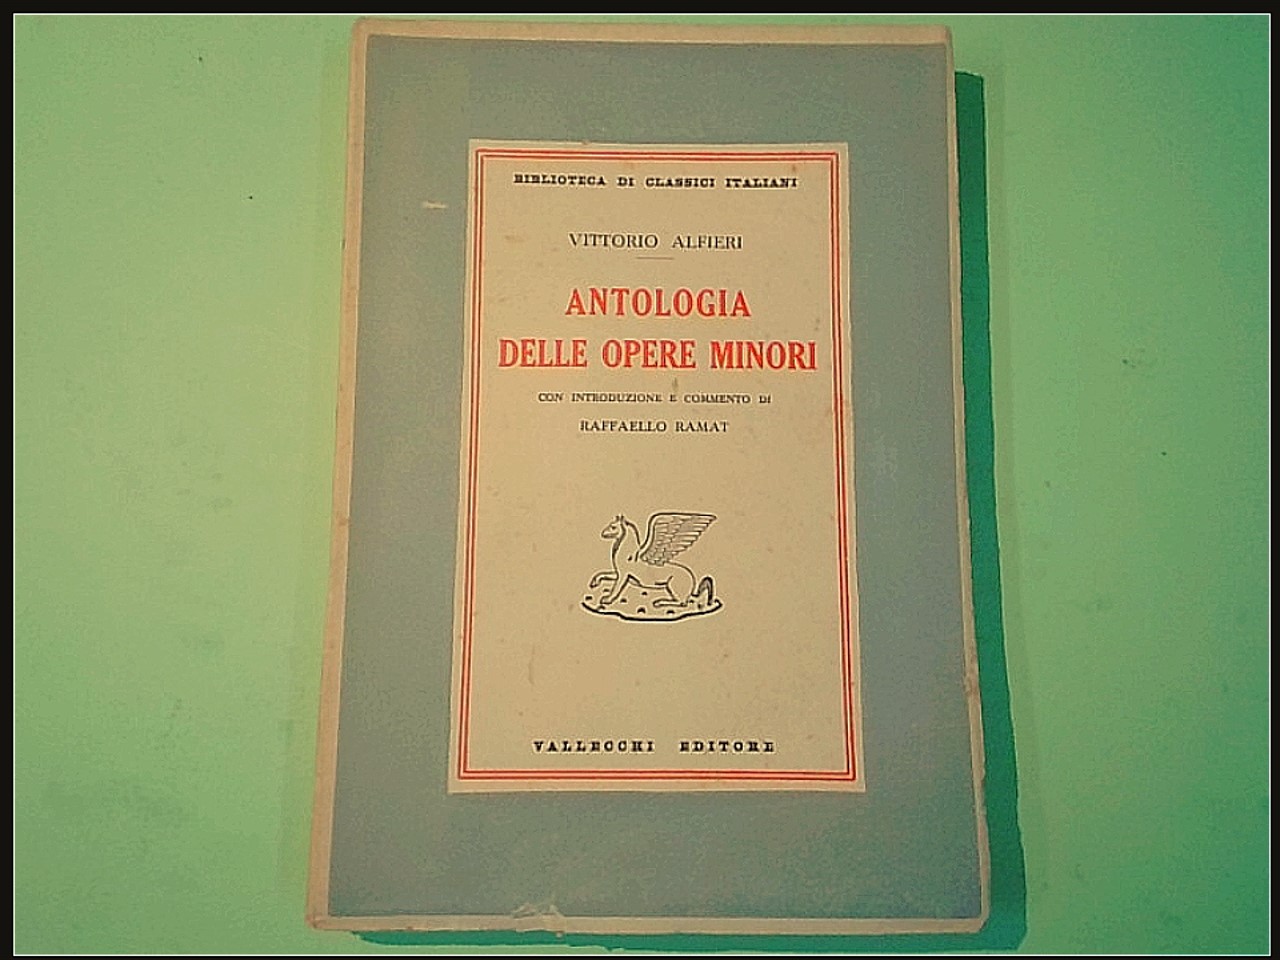 BIBLIOTECA DI CLASSICI ITALIANI
VITTORIO ALFIERI
ANTOLOGIA
DELLE OPERE MINORI
CON INTRODUZIONE E COMMENTO DI
RAFFAELLO RAMAT
VALLECCHI EDITORE